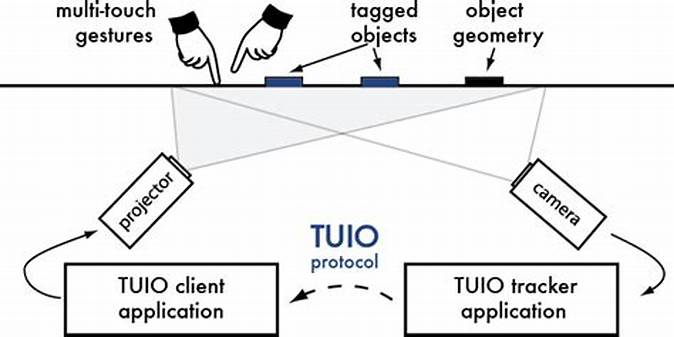 multi-touch
gestures
tagged
objects
object
geometry
projector
camera
TUIO
protocol
TUIO client
application
TUIO tracker
application